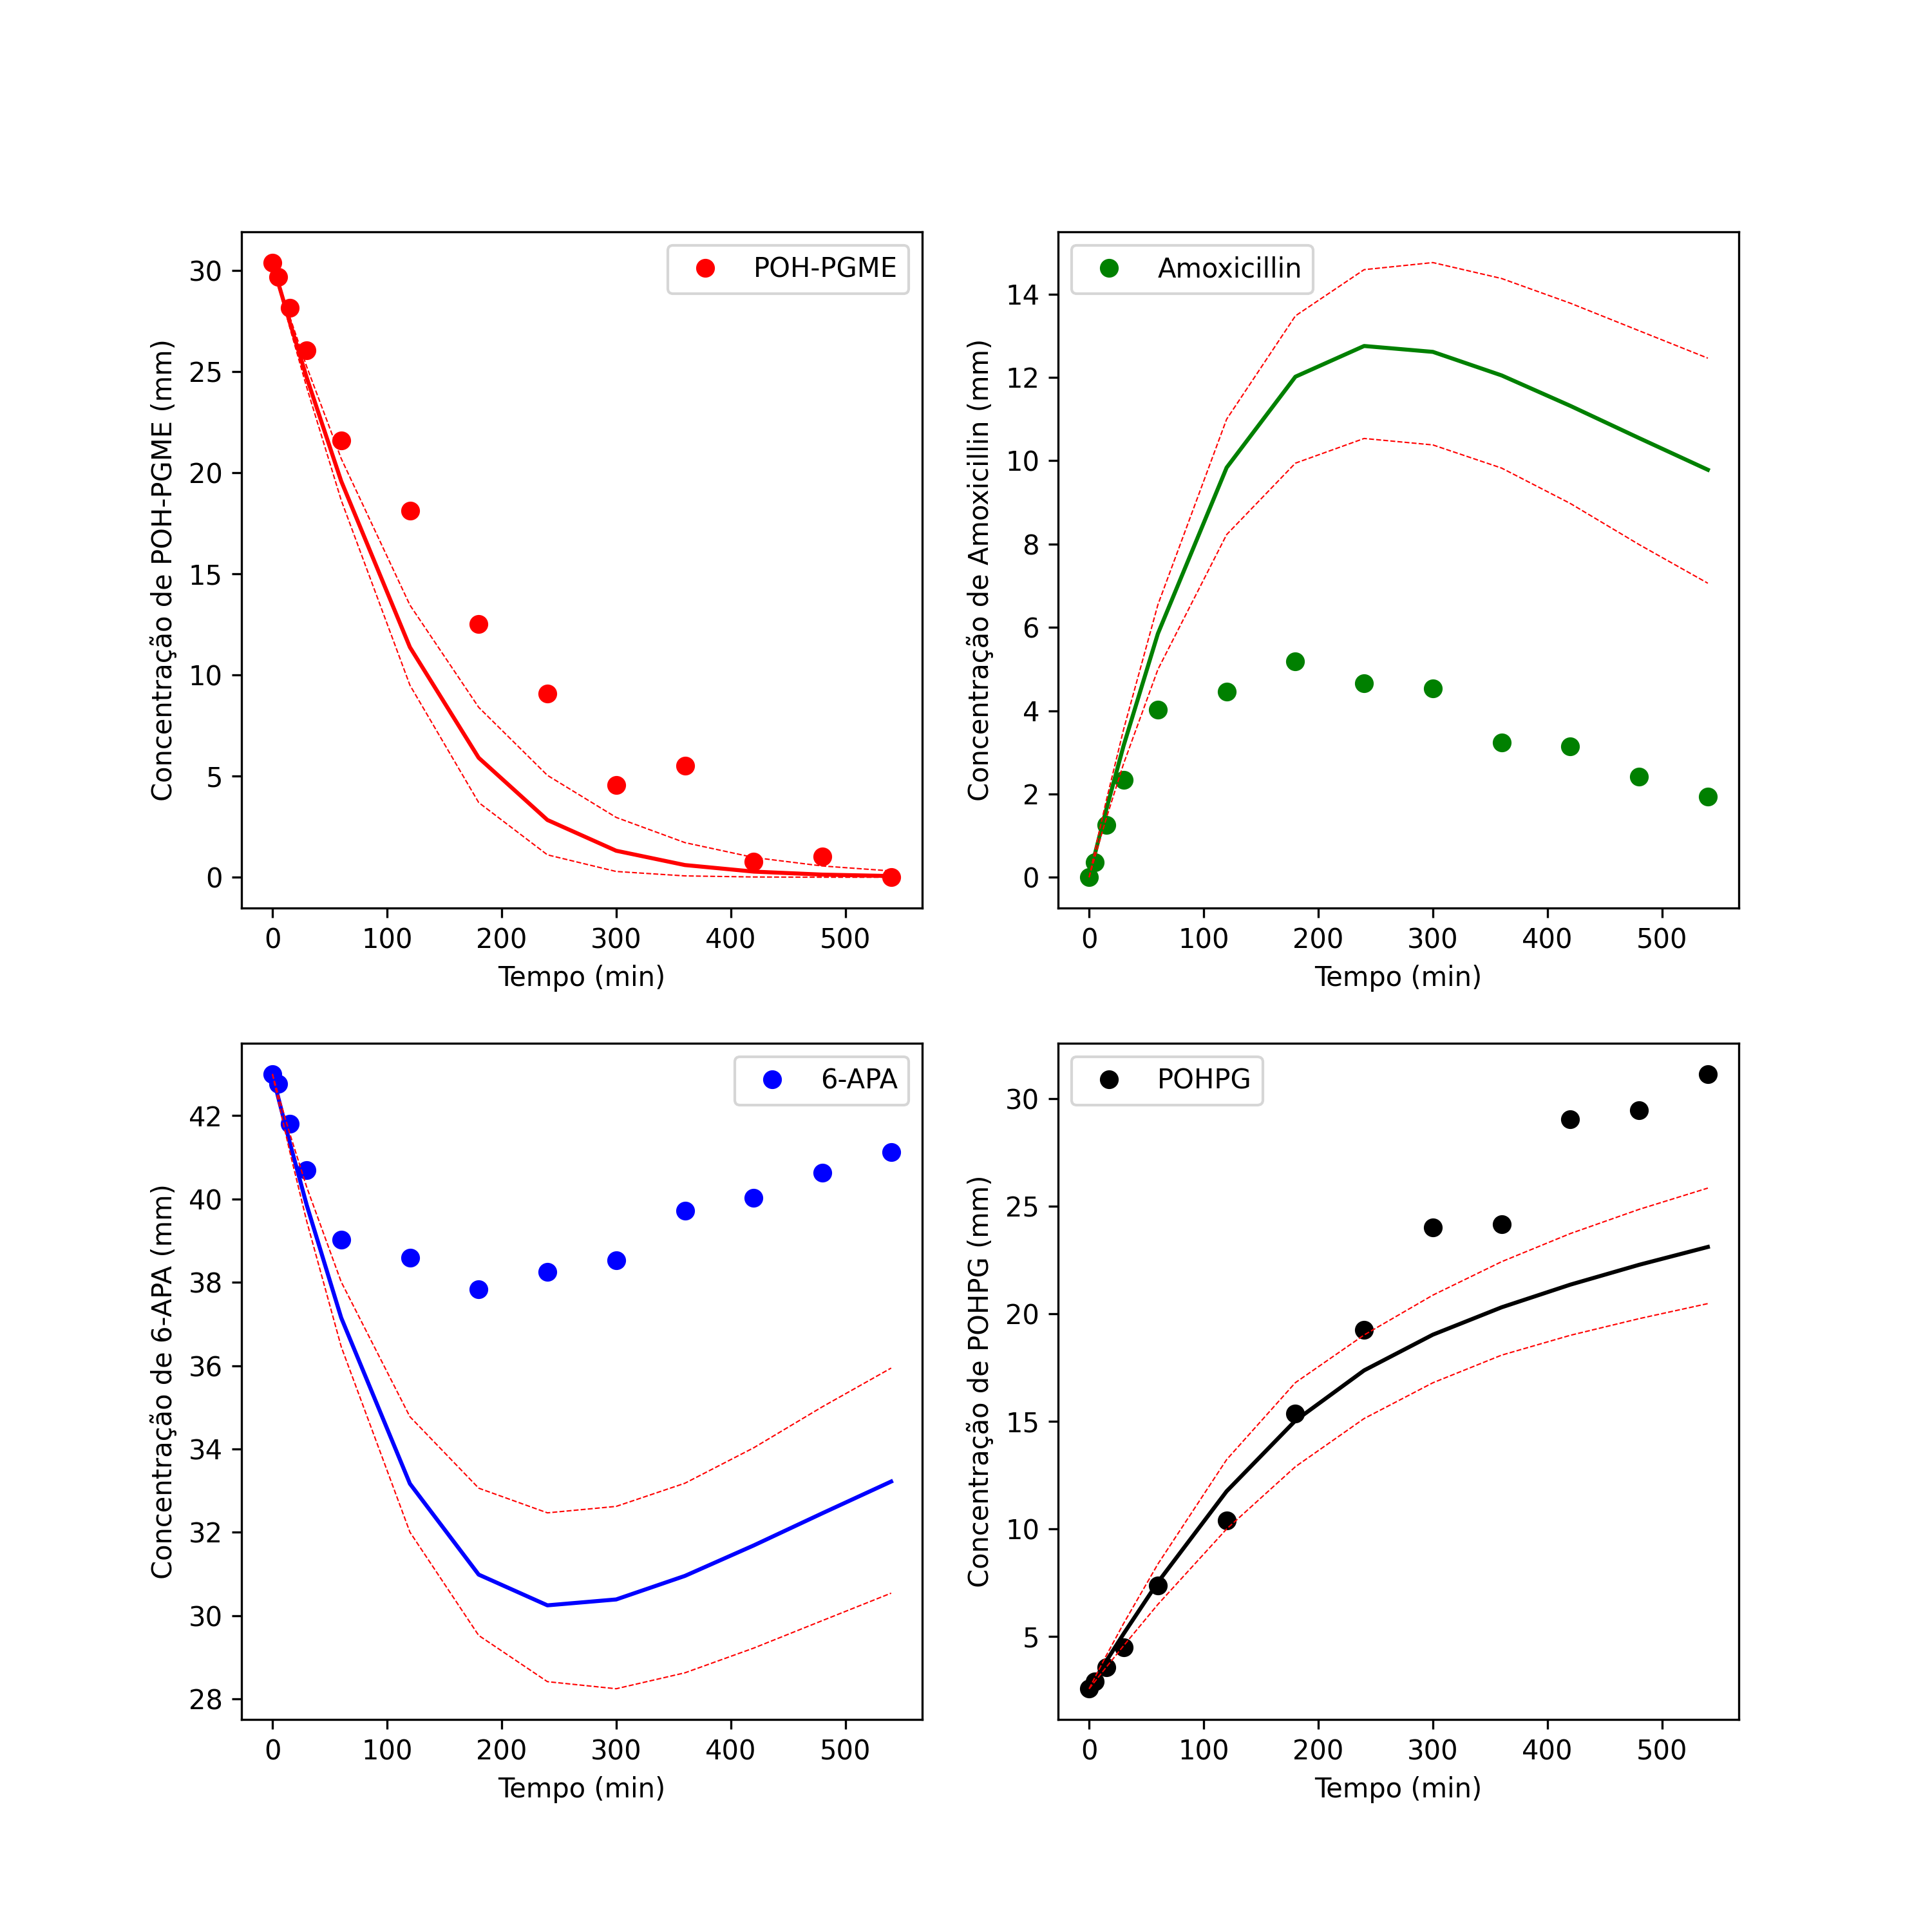 POH-PGME
Concentração de POH-PGME (mm)
30
25
20
15
10
5
0
0 100 200 300 400 500
Tempo (min)
Amoxicillin
Concentração de Amoxicillin (mm)
14
12
10
8
6
4
2
0
0 100 200 300 400 500
Tempo (min)
6-APA
Concentração de 6-APA (mm)
42
40
38
36
34
32
30
28
0 100 200 300 400 500
Tempo (min)
POHPG
Concentração de POHPG (mm)
30
25
20
15
10
5
0 100 200 300 400 500
Tempo (min)